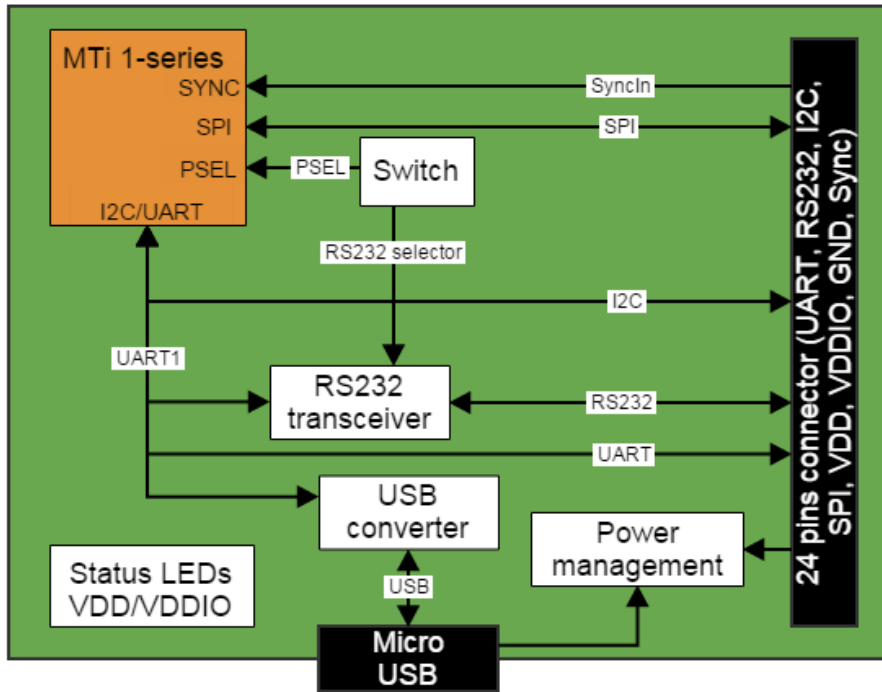 MTi 1-series
SYNC
SyncIn
SPI
SPI
PSEL
PSEL
Switch
I2C/UART
RS232 selector
I2C
UART1
RS232
transceiver
RS232
UART
USB
converter
Power
management
Status LEDs
VDD/VDDIO
USB
Micro
USB
24 pins connector (UART, RS232, I2C,
SPI, VDD, VDDIO, GND, Sync)